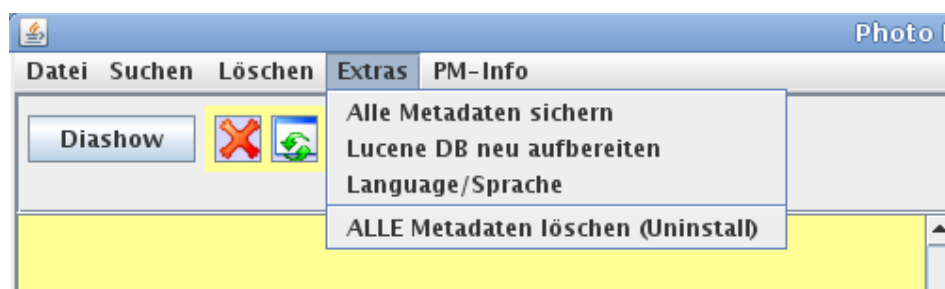 Photo
Datei Suchen Löschen Extras PM-Info
Diashow
Alle Metadaten sichern
Lucene DB neu aufbereiten
Language/Sprache
ALLE Metadaten löschen (Uninstall)